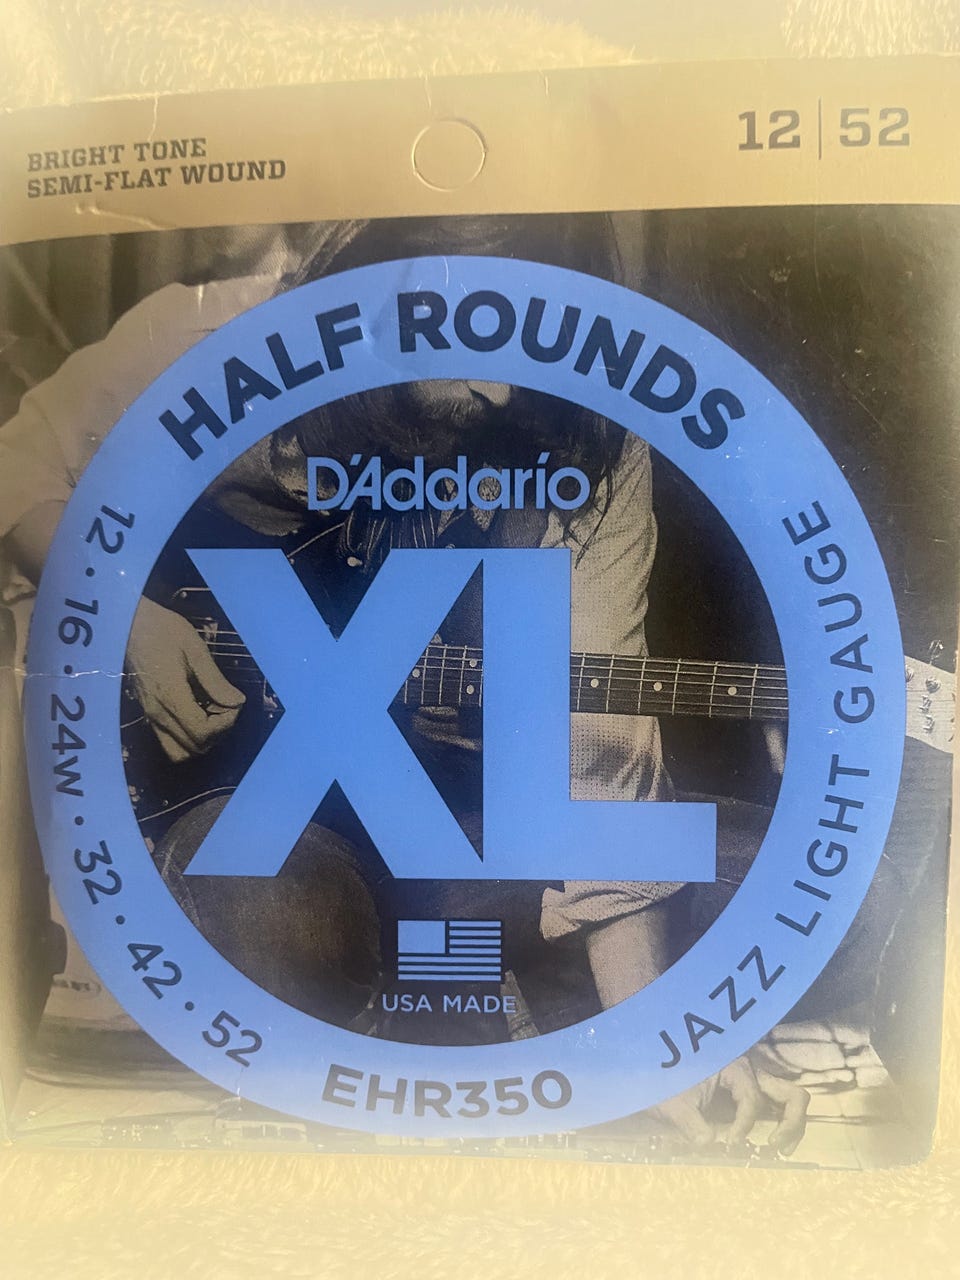 BRIGHT TONE
SEMI-FLAT WOUND
12 | 52
HALF ROUNDS
D'Addario
XL
12 · 16 · 24W · 32 · 42 · 52
EHR350
JAZZ LIGHT GAUGE
USA MADE